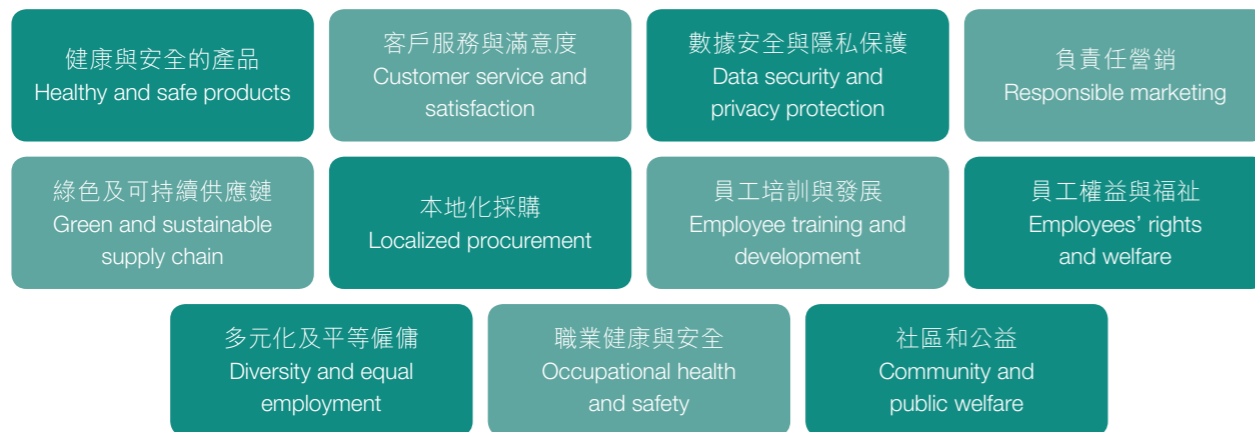 健康與安全的產品
Healthy and safe products
客戶服務與滿意度
Customer service and
satisfaction
數據安全與隱私保護
Data security and
privacy protection
負責任營銷
Responsible marketing
綠色及可持續供應鏈
Green and sustainable
supply chain
本地化採購
Localized procurement
員工培訓與發展
Employee training and
development
員工權益與福祉
Employees’ rights
and welfare
多元化及平等僱傭
Diversity and equal
employment
職業健康與安全
Occupational health
and safety
社區和公益
Community and
public welfare